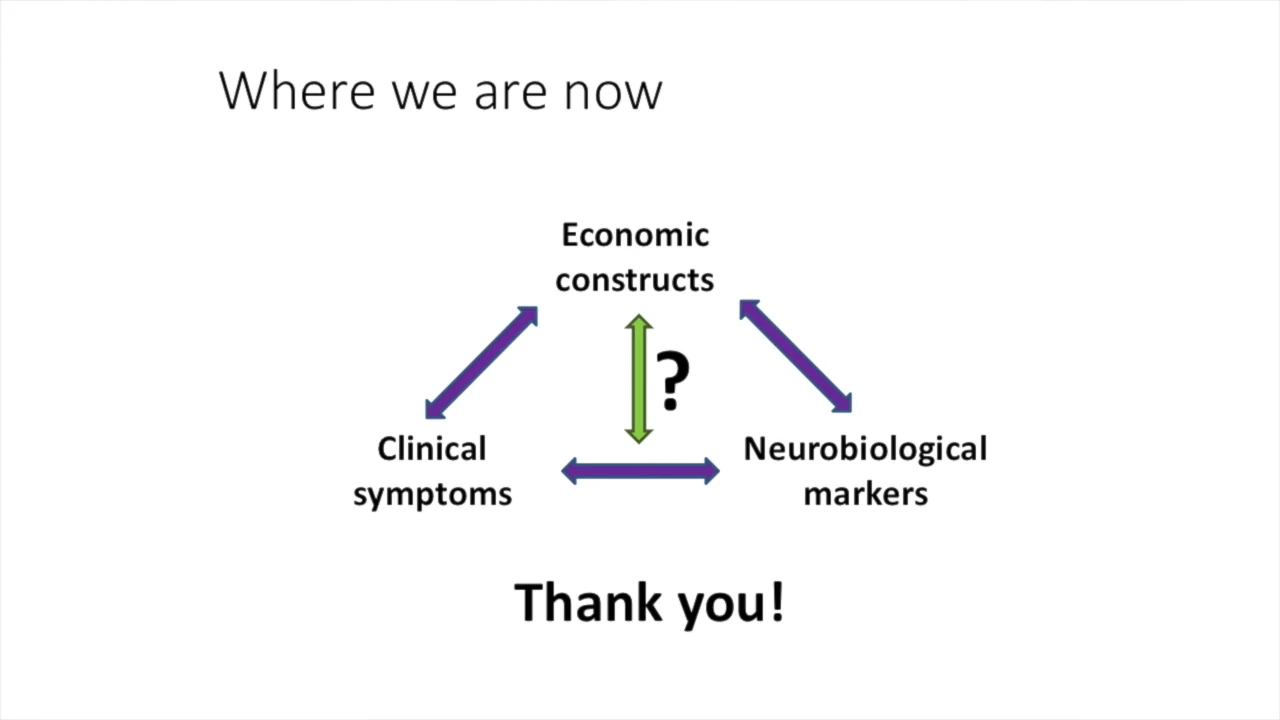 Where we are now
Economic
constructs
?
Clinical
symptoms
Neurobiological
markers
Thank you!